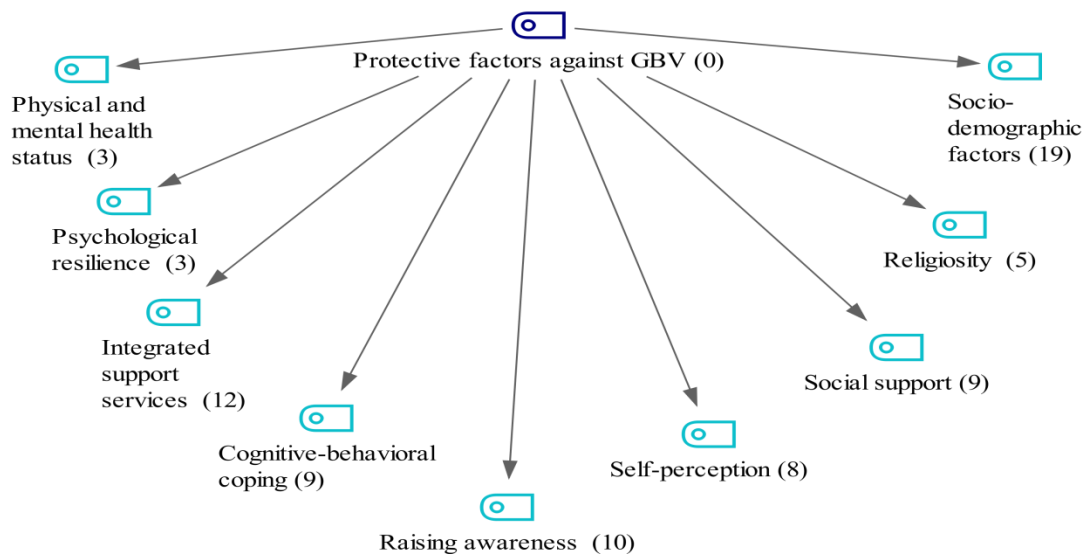 Protective factors against GBV (0)
Physical and
mental health
status (3)
Socio-
demographic
factors (19)
Psychological
resilience (3)
Religiosity (5)
Integrated
support
services (12)
Social support (9)
Cognitive-behavioral
coping (9)
Self-perception (8)
Raising awareness (10)